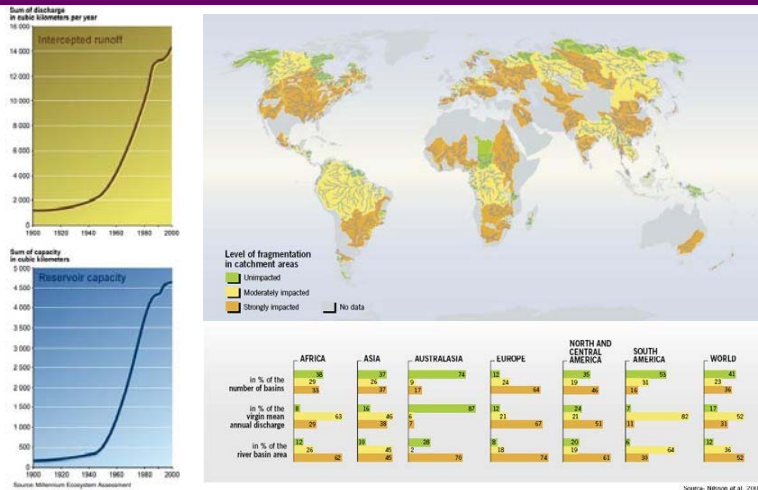 Sum of discharge
in cubic kilometers per year
16 000
Intercepted runoff
14 000
12 000
10 000
8 000
6 000
4 000
2 000
0
1900 1920 1940 1960 1980 2000
Sum of capacity
in cubic kilometers
5 000
Reservoir capacity
4 500
4 000
3 500
3 000
2 500
2 000
1 500
1 000
500
0
1900 1920 1940 1960 1980 2000
Source: Millennium Ecosystem Assessment
Level of fragmentation
in catchment areas
Unimpacted
Moderately impacted
Strongly impacted
No data
AFRICA ASIA AUSTRALASIA EUROPE NORTH AND CENTRAL AMERICA SOUTH AMERICA WORLD
in % of the
number of basins
37 74 12 35 41
29 26 9 24 19 31 23
37 17 64 46 16 36
in % of the
virgin mean
annual discharge
8 16 87 12 24 7 17
63 46 6 21 21 82 52
29 38 7 67 51 11 31
in % of the
river basin area
12 28 8 20 6 12
26 45 2 18 19 64 36
62 45 70 74 61 52